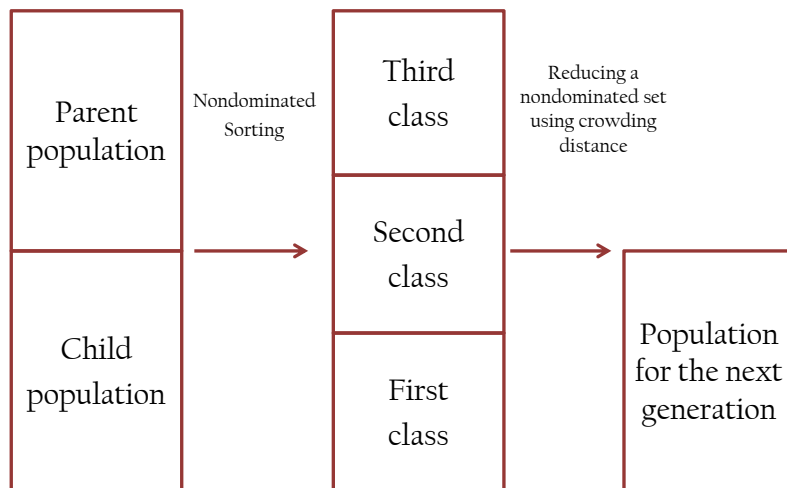 Parent
population
Child
population
Nondominated
Sorting
Third
class
Second
class
First
class
Reducing a
nondominated set
using crowding
distance
Population
for the next
generation